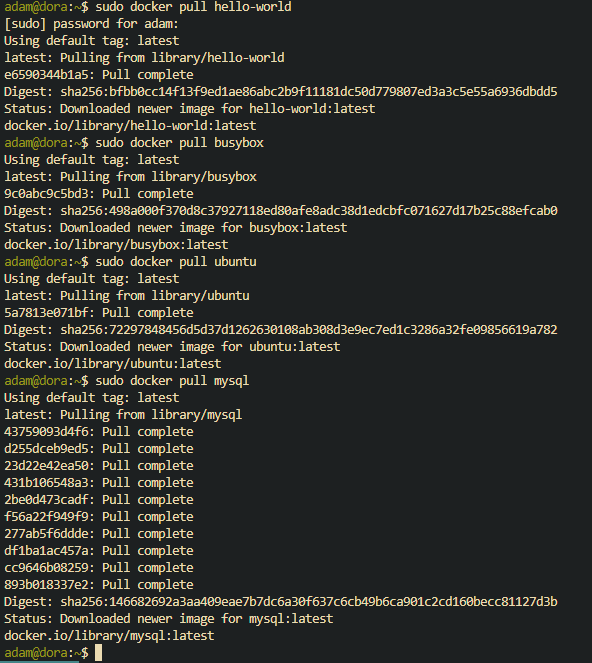 adam@dora:~$ sudo docker pull hello-world
[sudo] password for adam:
Using default tag: latest
latest: Pulling from library/hello-world
e6590344b1a5: Pull complete
Digest: sha256:bfbb0cc14f13f9ed1ae86abc2b9f11181dc50d779807ed3a3c5e55a6936dbdd5
Status: Downloaded newer image for hello-world:latest
docker.io/library/hello-world:latest
adam@dora:~$ sudo docker pull busybox
Using default tag: latest
latest: Pulling from library/busybox
9c0abc9c5bd3: Pull complete
Digest: sha256:498a000f370d8c37927118ed80afe8adc38d1edcbfc071627d17b25c88efcab0
Status: Downloaded newer image for busybox:latest
docker.io/library/busybox:latest
adam@dora:~$ sudo docker pull ubuntu
Using default tag: latest
latest: Pulling from library/ubuntu
5a7813e071bf: Pull complete
Digest: sha256:72297848456d5d37d1262630108ab308d3e9ec7ed1c3286a32fe09856619a782
Status: Downloaded newer image for ubuntu:latest
docker.io/library/ubuntu:latest
adam@dora:~$ sudo docker pull mysql
Using default tag: latest
latest: Pulling from library/mysql
43759093d4f6: Pull complete
d255dceb9ed5: Pull complete
23d22e42ea50: Pull complete
431b106548a3: Pull complete
2be0d473cadf: Pull complete
f56a22f949f9: Pull complete
277ab5f6ddde: Pull complete
df1ba1ac457a: Pull complete
cc9646b08259: Pull complete
893b018337e2: Pull complete
Digest: sha256:146682692a3aa409eae7b7dc6a30f637c6cb49b6ca901c2cd160becc81127d3b
Status: Downloaded newer image for mysql:latest
docker.io/library/mysql:latest
adam@dora:~$